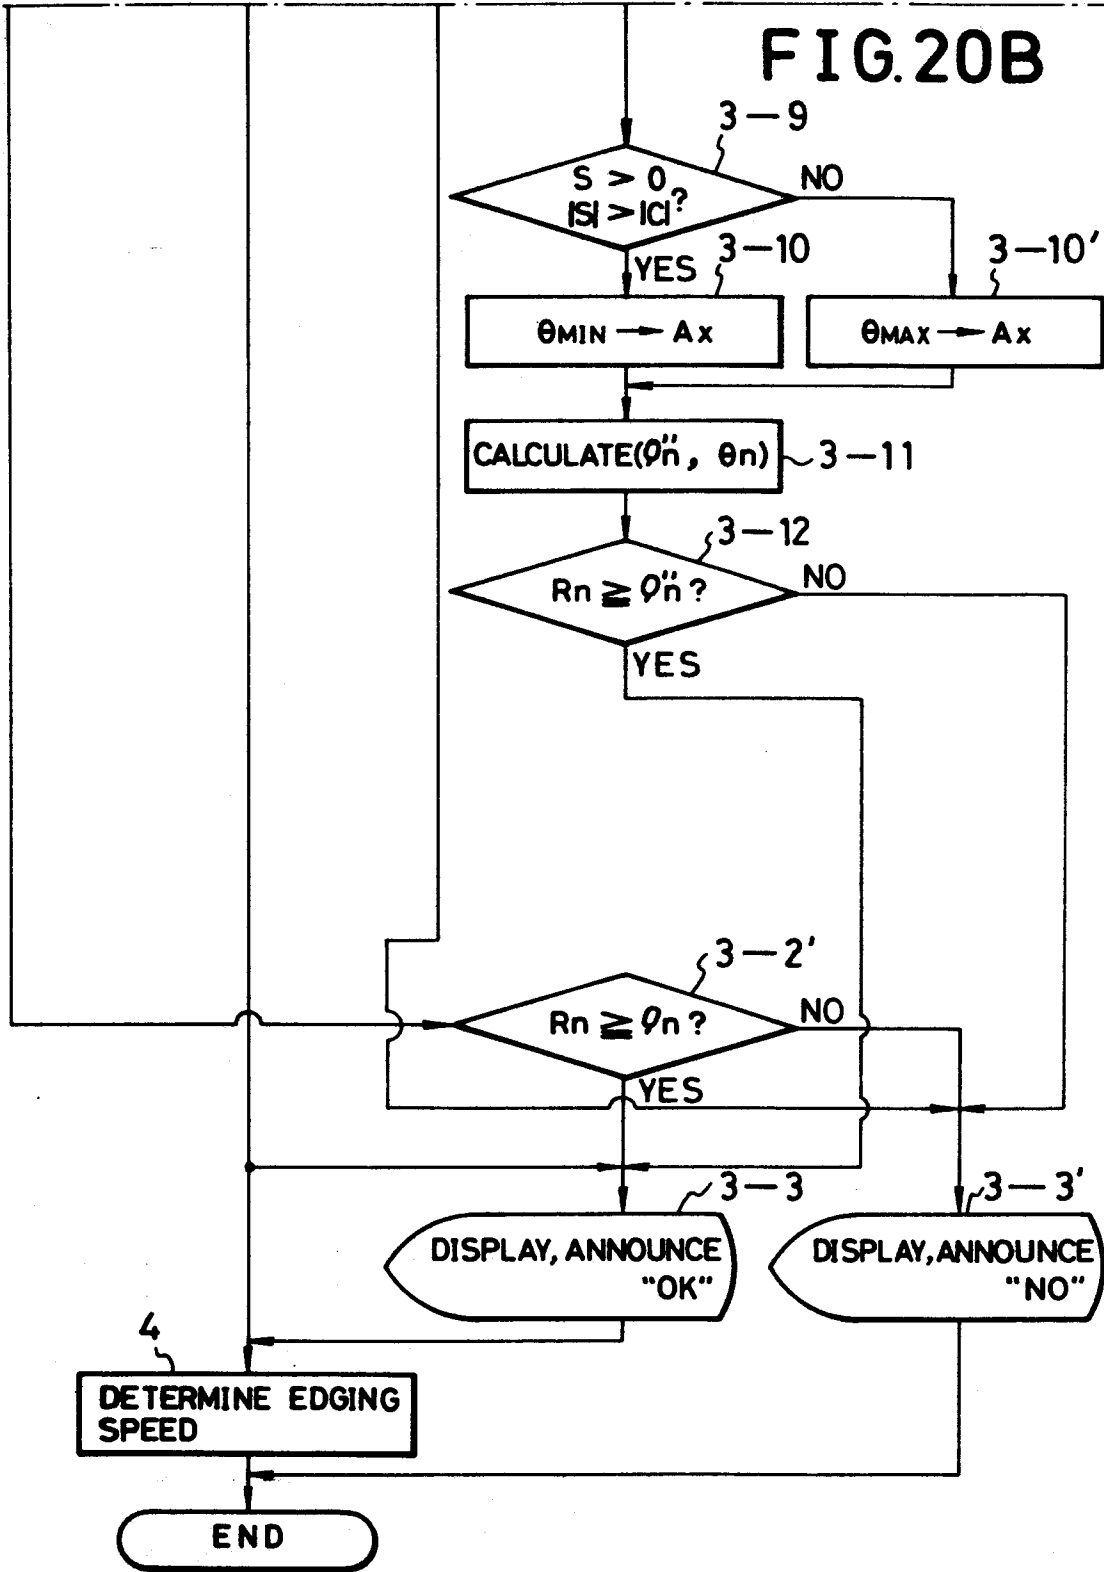 FIG.20B
3—9
S > 0
|S| > |C| ?
NO
YES
3—10
3—10'
θMIN → Ax
θMAX → Ax
CALCULATE(ρ"n, θn)
3—11
3—12
Rn ≧ ρ"n ?
NO
YES
3—2'
Rn ≧ ρn ?
NO
YES
3—3
3—3'
DISPLAY, ANNOUNCE
"OK"
DISPLAY, ANNOUNCE
"NO"
4
DETERMINE EDGING
SPEED
END